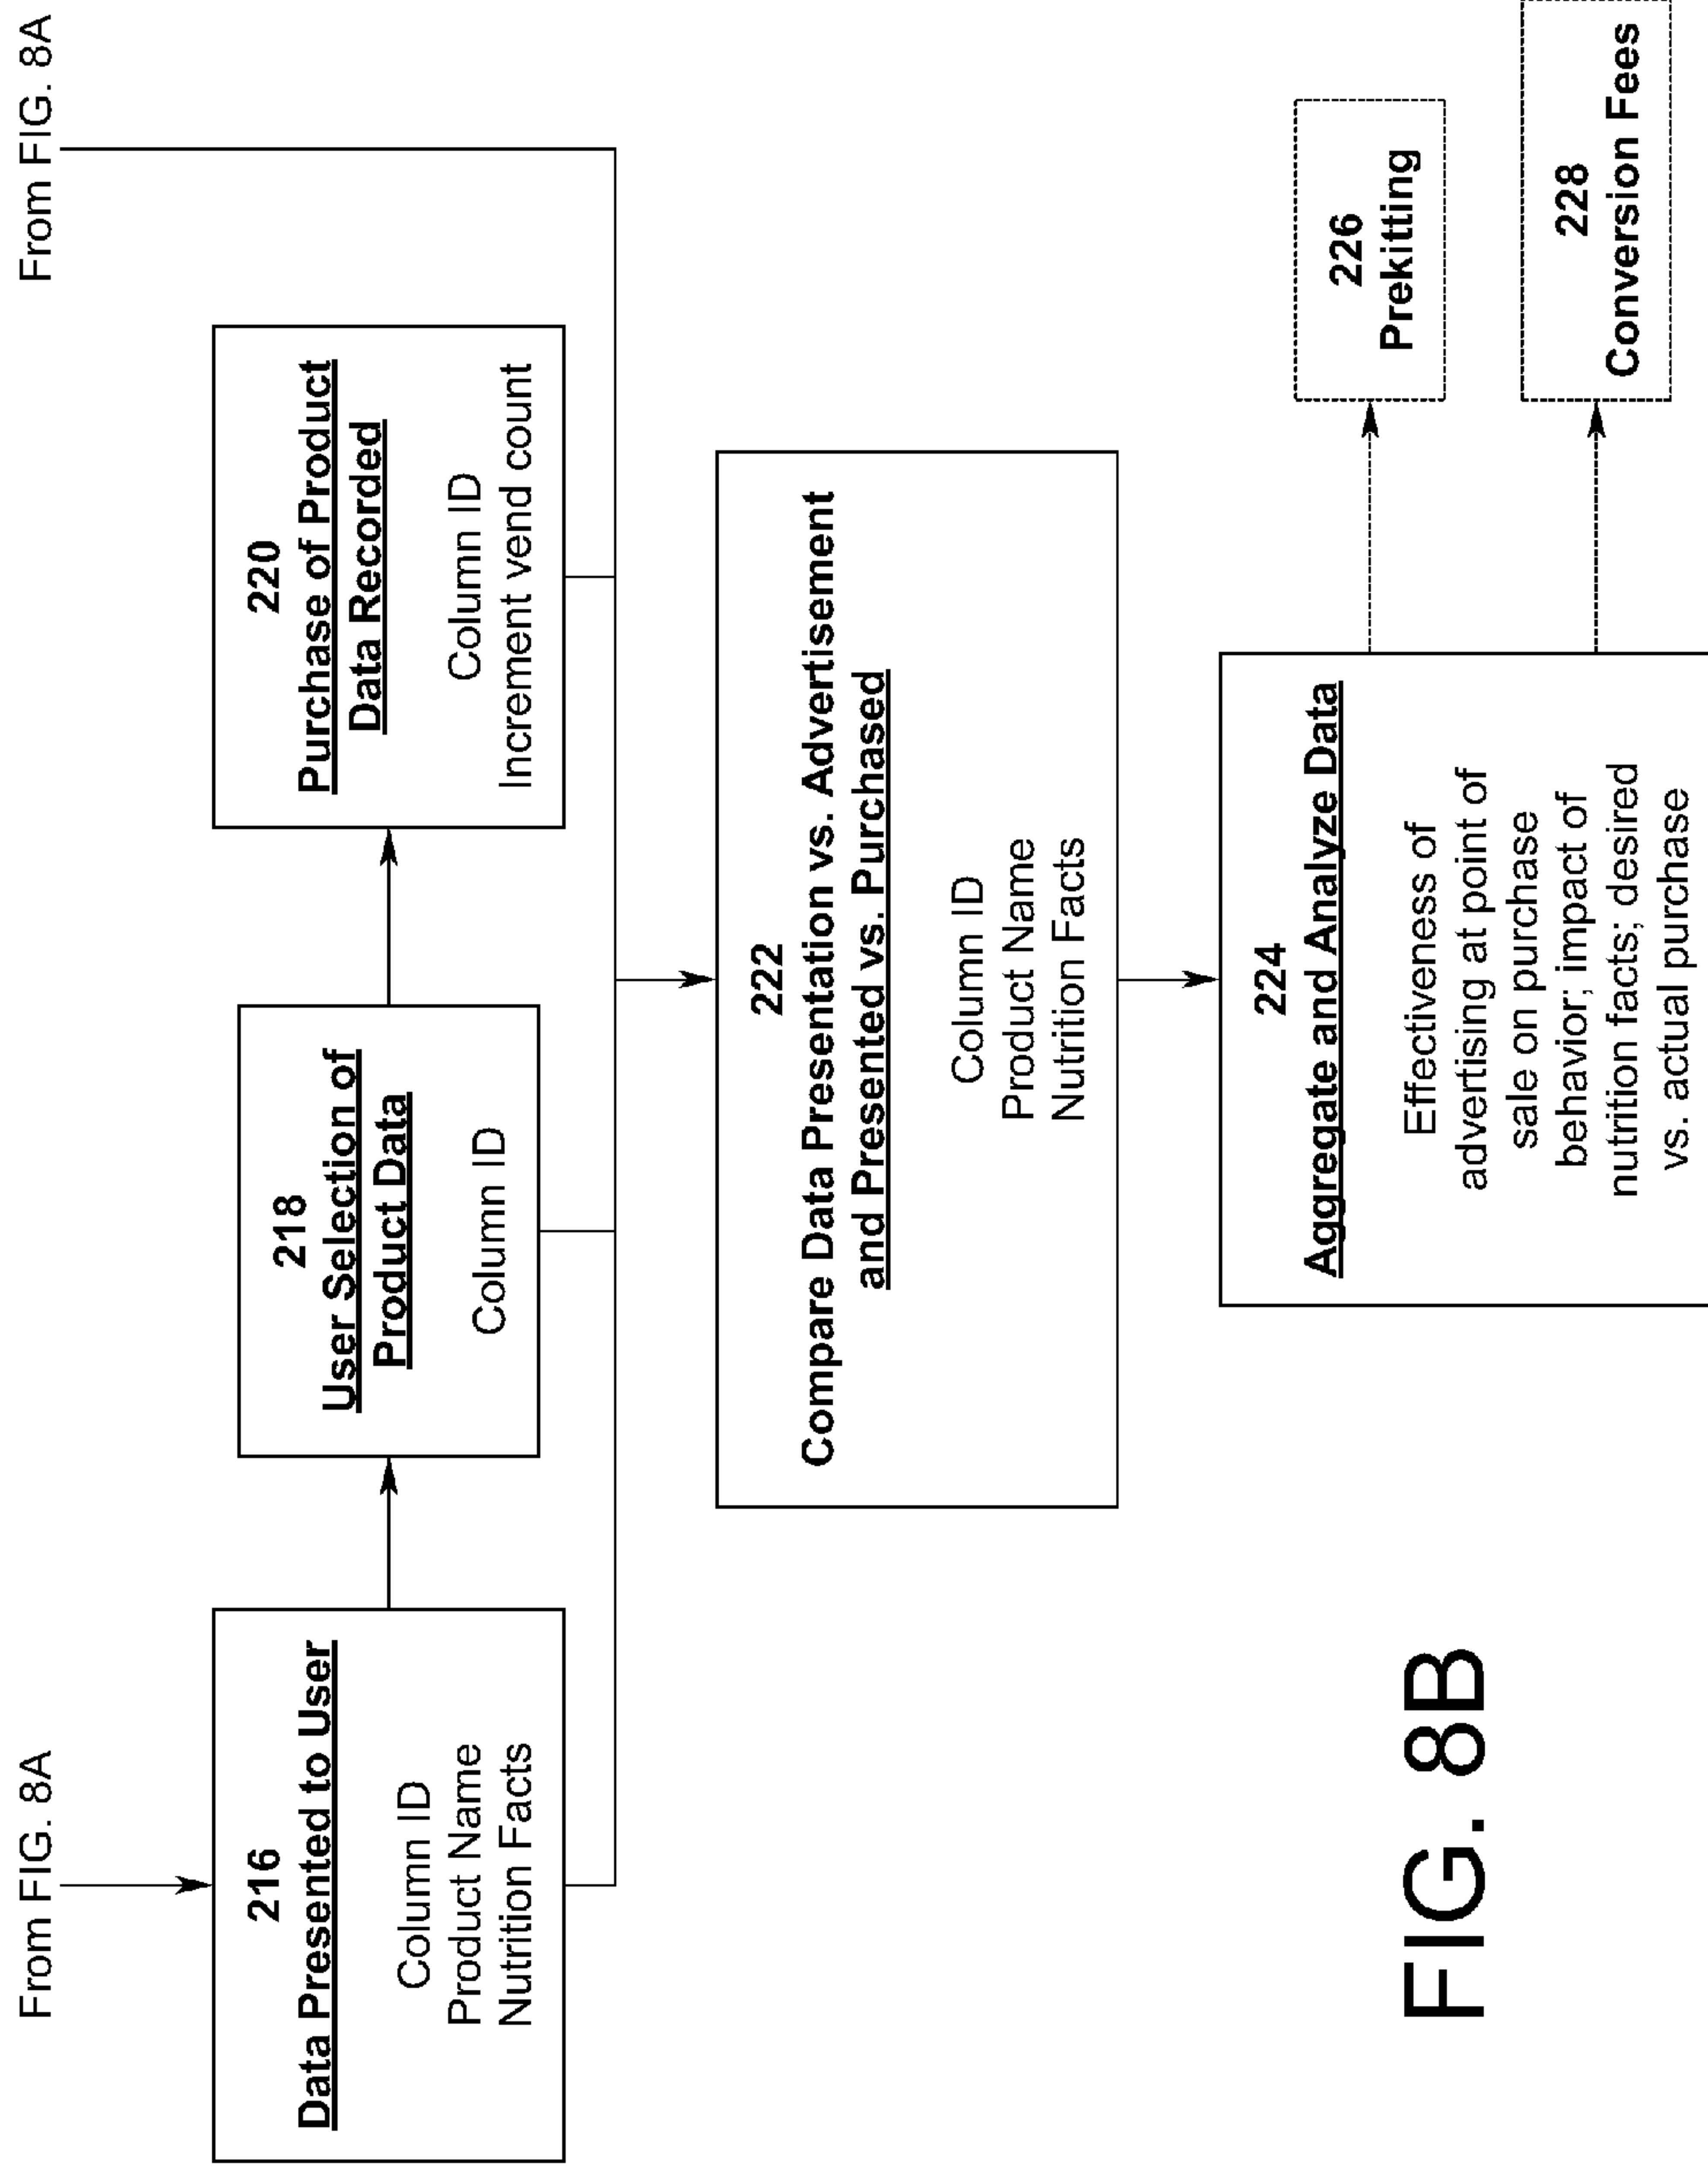 From FIG. 8A
From FIG. 8A
216
Data Presented to User
Column ID
Product Name
Nutrition Facts
218
User Selection of
Product Data
Column ID
220
Purchase of Product
Data Recorded
Column ID
Increment vend count
222
Compare Data Presentation vs. Advertisement
and Presented vs. Purchased
Column ID
Product Name
Nutrition Facts
224
Aggregate and Analyze Data
Effectiveness of
advertising at point of
sale on purchase
behavior; impact of
nutrition facts; desired
vs. actual purchase
226
Prekitting
228
Conversion Fees
FIG. 8B